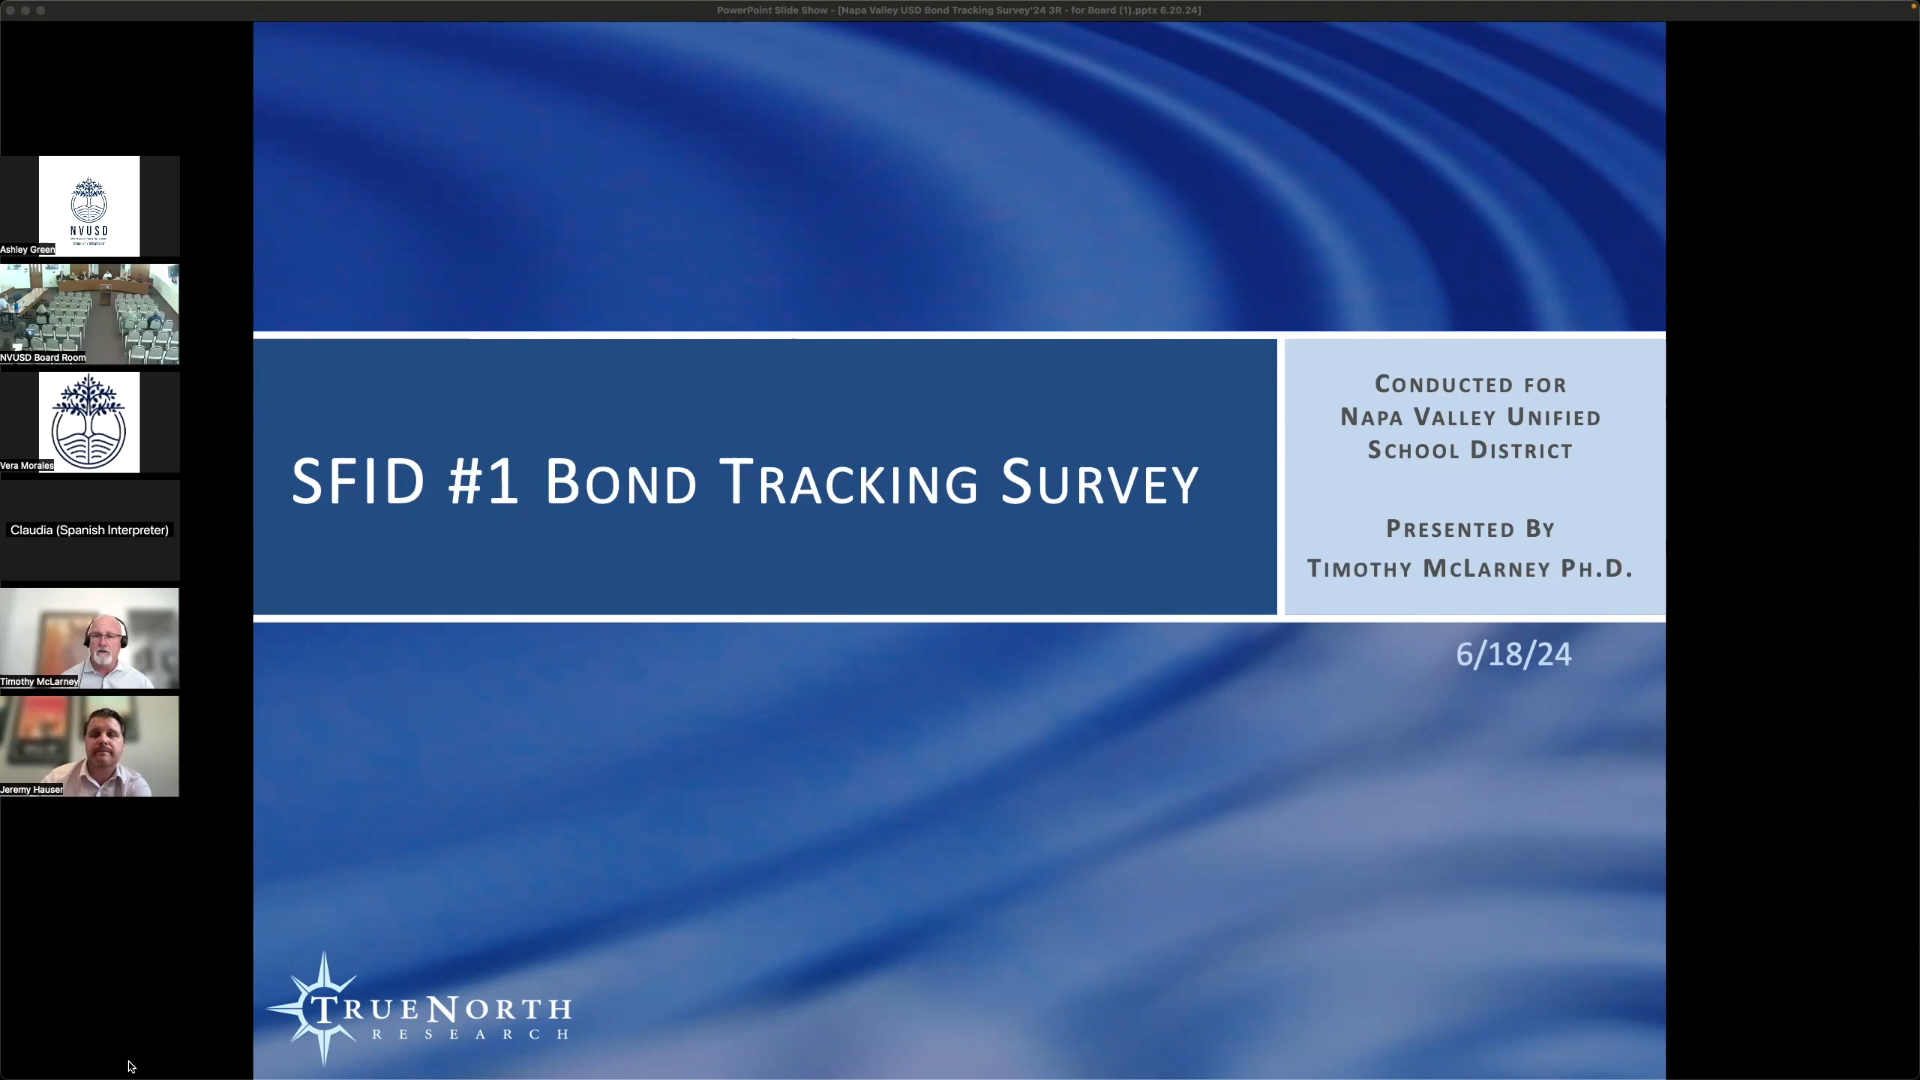 PowerPoint Slide Show - [Napa Valley USD Bond Tracking Survey'24 3R - for Board (1).pptx 6.20.24]
NVUSD
Ashley Green
NVUSD Board Room
Vera Morales
Claudia (Spanish Interpreter)
Timothy McLarney
Jeremy Hauser
SFID #1 Bond Tracking Survey
Conducted for
Napa Valley Unified
School District
Presented By
Timothy McLarney Ph.D.
6/18/24
TrueNorth
RESEARCH